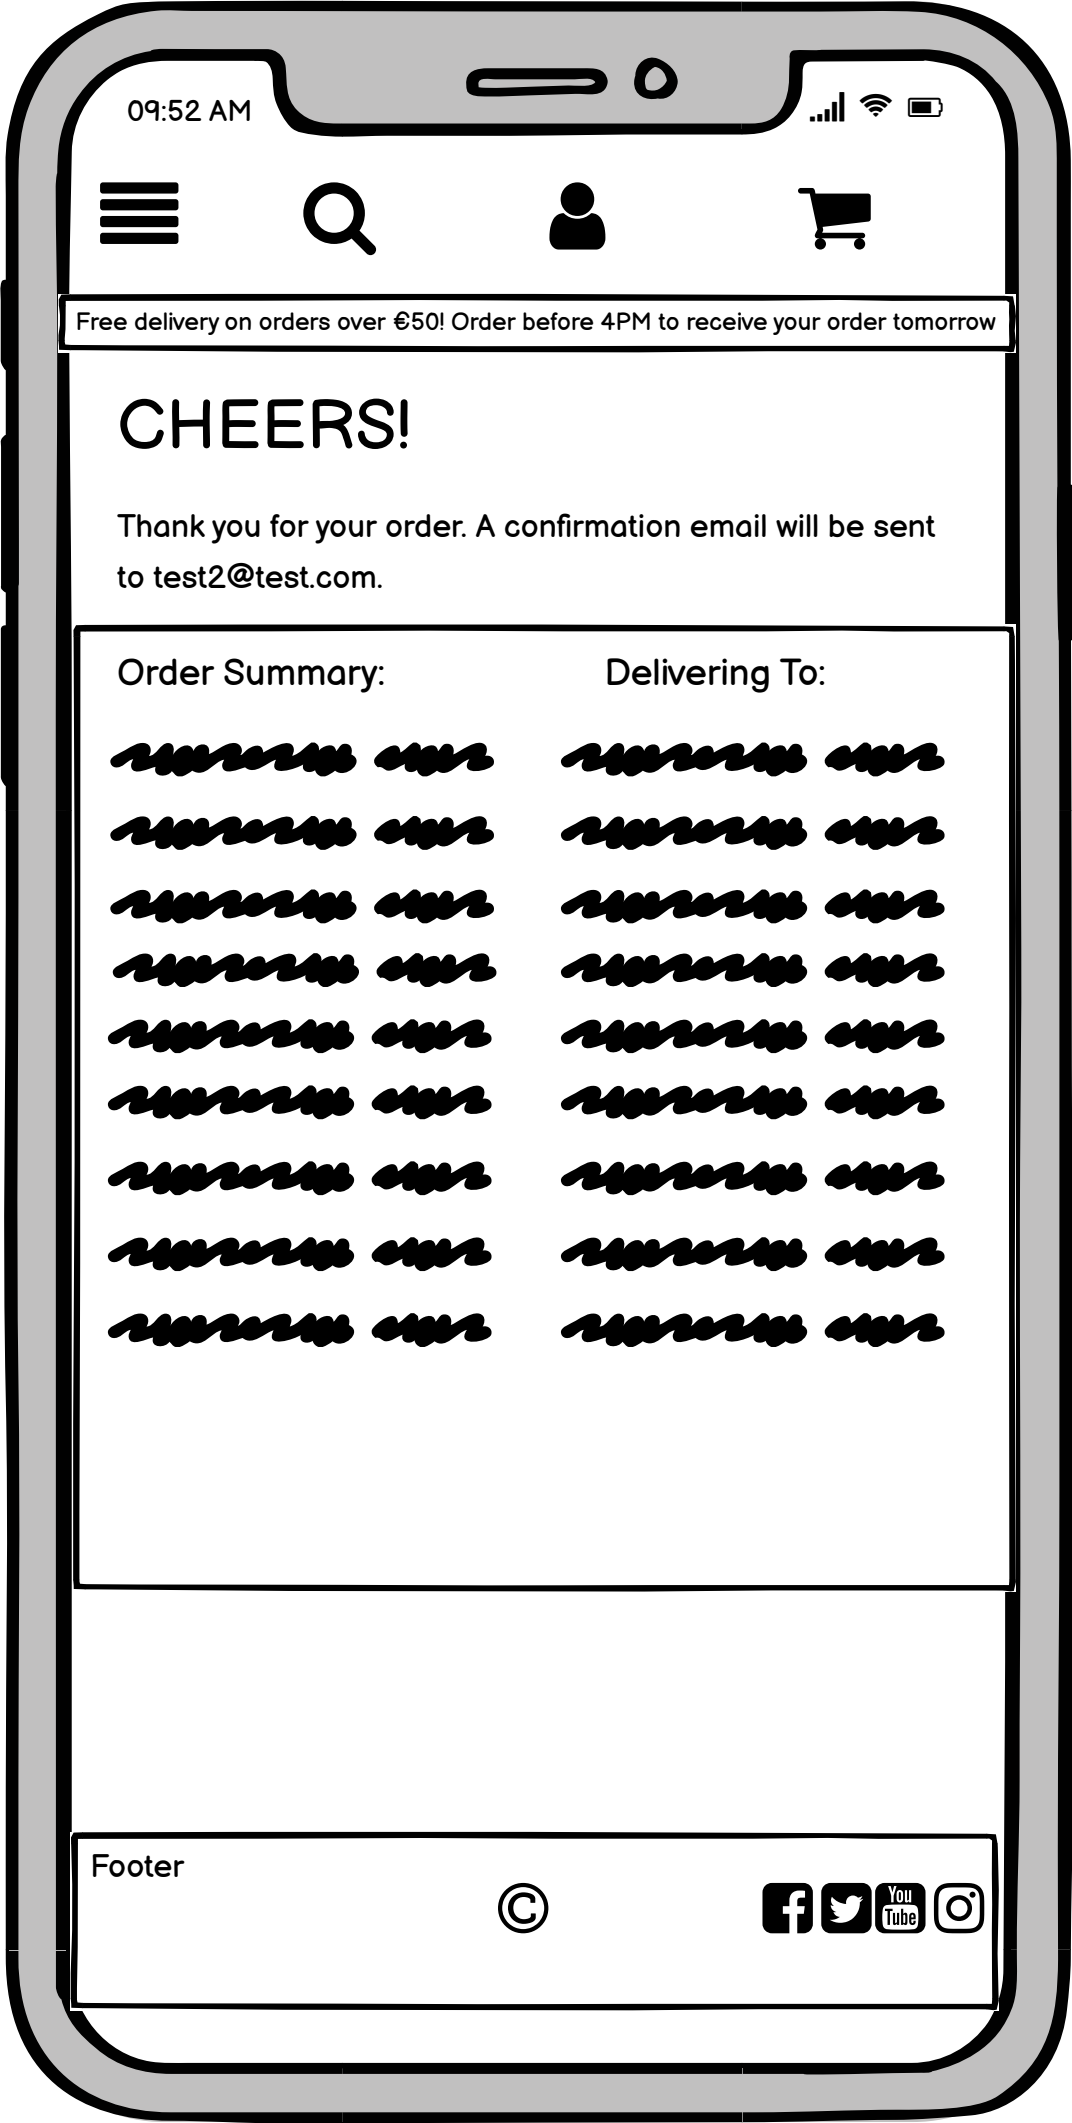 09:52 AM
Free delivery on orders over €50! Order before 4PM to receive your order tomorrow
CHEERS!
Thank you for your order. A confirmation email will be sent
to test2@test.com.
Order Summary: Delivering To:
Footer
©
You
Tube